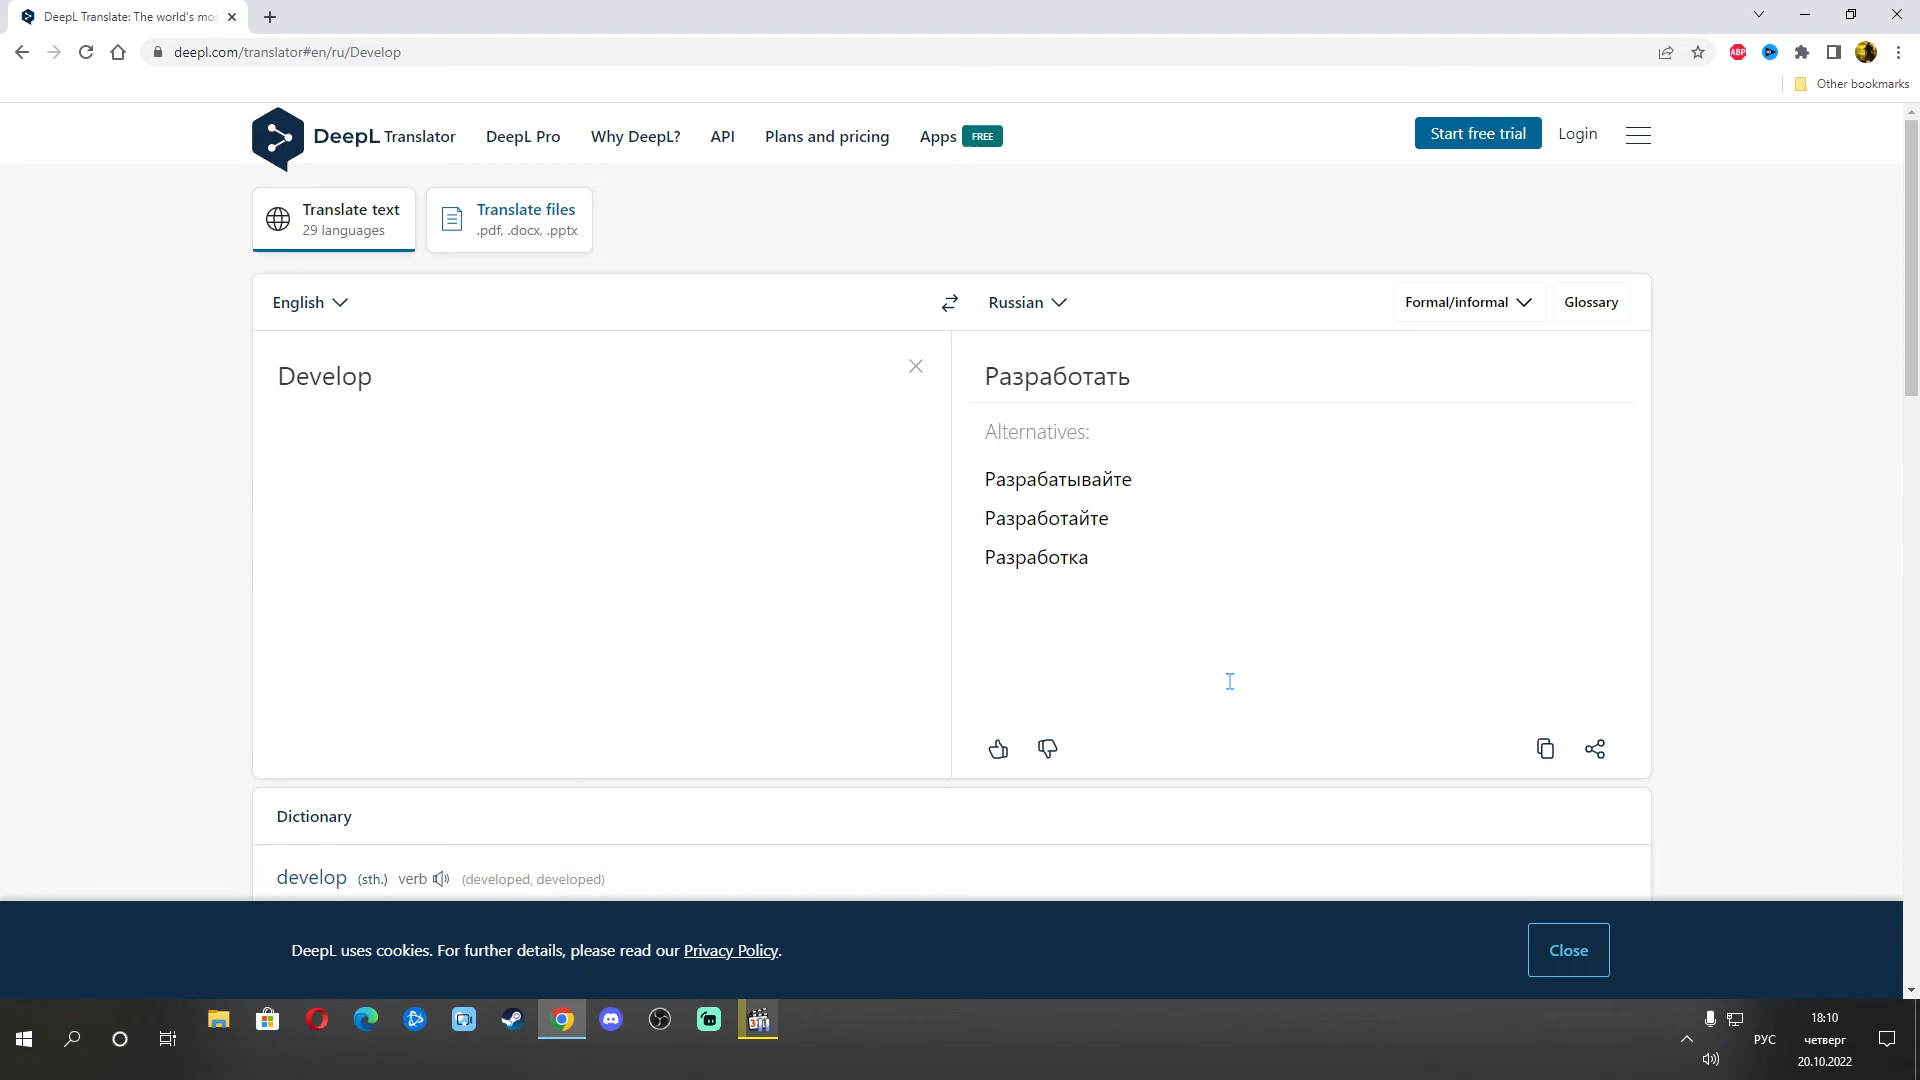 DeepL Translate: The world's mos
deepl.com/translator#en/ru/Develop
ABP
Other bookmarks
DeepL Translator
DeepL Pro
Why DeepL?
API
Plans and pricing
Apps FREE
Start free trial
Login
Translate text
29 languages
Translate files
.pdf, .docx, .pptx
English
Russian
Formal/informal
Glossary
Develop
Разработать
Alternatives:
Разрабатывайте
Разработайте
Разработка
Dictionary
develop (sth.) verb (developed, developed)
DeepL uses cookies. For further details, please read our Privacy Policy.
Close
18:10
РУС
четверг
20.10.2022